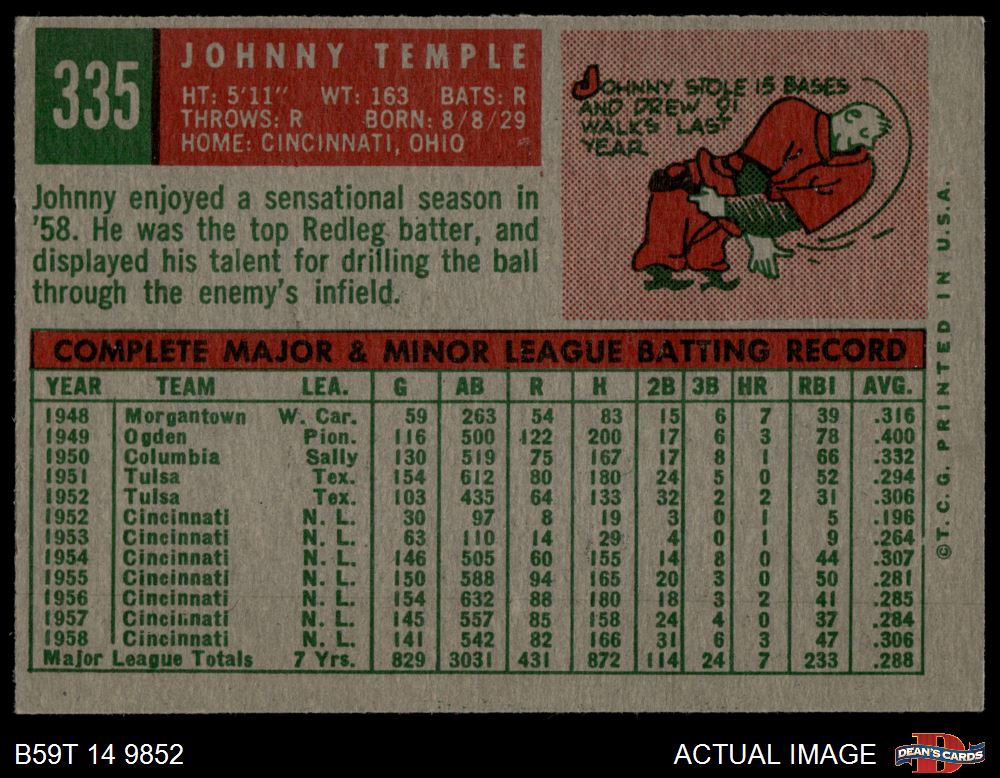 335
JOHNNY TEMPLE
HT: 5'11" WT: 163 BATS: R
THROWS: R BORN: 8/8/29
HOME: CINCINNATI, OHIO
JOHNNY STOLE 15 BASES
AND DREW 91
WALKS LAST
YEAR
Johnny enjoyed a sensational season in
'58. He was the top Redleg batter, and
displayed his talent for drilling the ball
through the enemy's infield.
COMPLETE MAJOR & MINOR LEAGUE BATTING RECORD
YEAR TEAM LEA. G AB R H 2B 3B HR RBI AVG.
1948 Morgantown W. Car. 59 263 54 83 15 6 7 39 .316
1949 Ogden Pion. 116 500 122 200 17 6 3 78 .400
1950 Columbia Sally 130 519 75 167 17 8 1 66 .332
1951 Tulsa Tex. 154 612 80 180 24 5 0 52 .294
1952 Tulsa Tex. 103 435 64 133 32 2 2 31 .306
1952 Cincinnati N. L. 30 97 8 19 3 0 1 5 .196
1953 Cincinnati N. L. 63 110 14 29 4 0 1 9 .264
1954 Cincinnati N. L. 146 505 60 155 14 8 0 44 .307
1955 Cincinnati N. L. 150 588 94 165 20 3 0 50 .281
1956 Cincinnati N. L. 154 632 88 180 18 3 2 41 .285
1957 Cincinnati N. L. 145 557 85 158 24 4 0 37 .284
1958 Cincinnati N. L. 141 542 82 166 31 6 3 47 .306
Major League Totals 7 Yrs. 829 3031 431 872 114 24 7 233 .288
© T. C. G. PRINTED IN U.S.A.
B59T 14 9852
ACTUAL IMAGE
DEAN'S CARDS